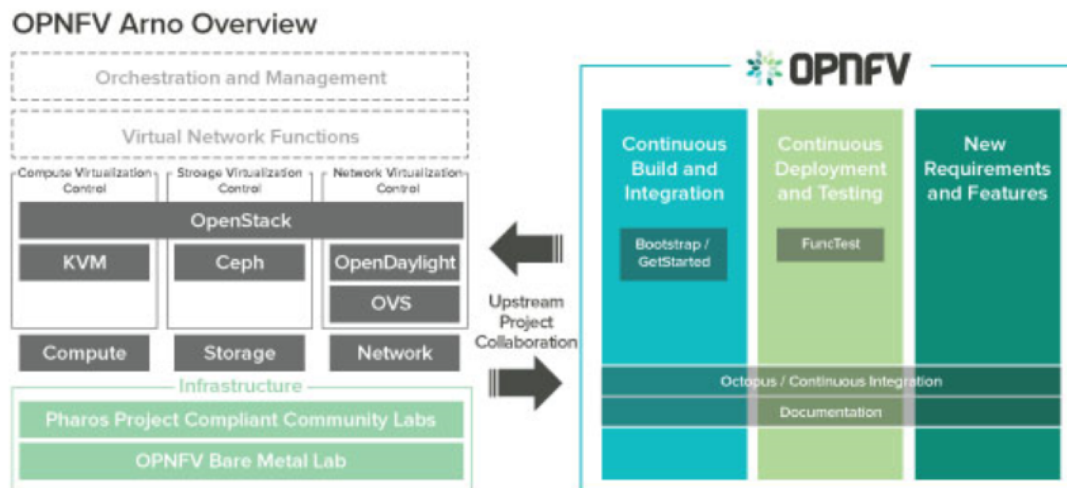 OPNFV Arno Overview
Orchestration and Management
Virtual Network Functions
Compute Virtualization
Control
Stroage Virtualization
Control
Network Virtualization
Control
OpenStack
KVM
Ceph
OpenDaylight
OVS
Compute
Storage
Network
Infrastructure
Pharos Project Compliant Community Labs
OPNFV Bare Metal Lab
Upstream
Project
Collaboration
OPNFV
Continuous
Build and
Integration
Bootstrap /
GetStarted
Continuous
Deployment
and Testing
FuncTest
New
Requirements
and Features
Octopus / Continuous Integration
Documentation